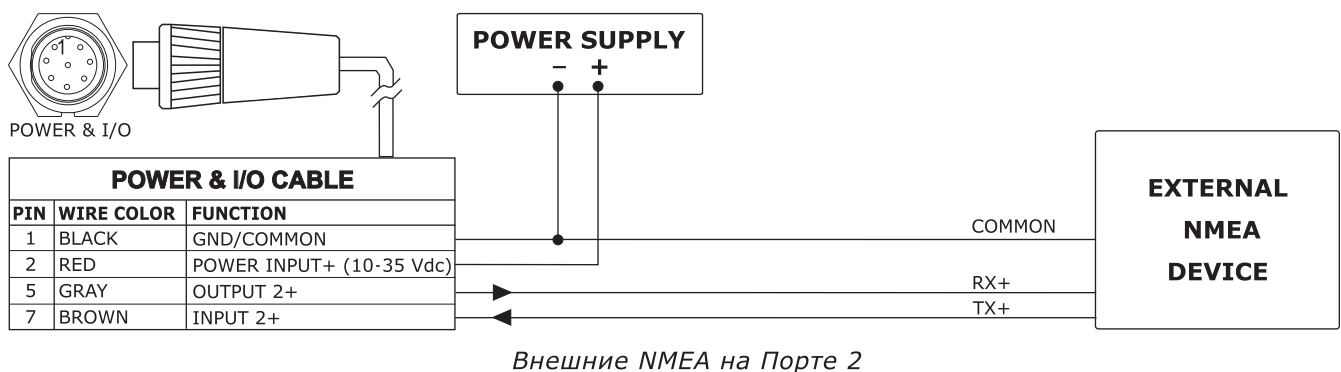 1
POWER & I/O
POWER SUPPLY
– +
POWER & I/O CABLE
PIN WIRE COLOR FUNCTION
1 BLACK GND/COMMON
2 RED POWER INPUT+ (10-35 Vdc)
5 GRAY OUTPUT 2+
7 BROWN INPUT 2+
COMMON
RX+
TX+
EXTERNAL
NMEA
DEVICE
Внешние NMEA на Порте 2